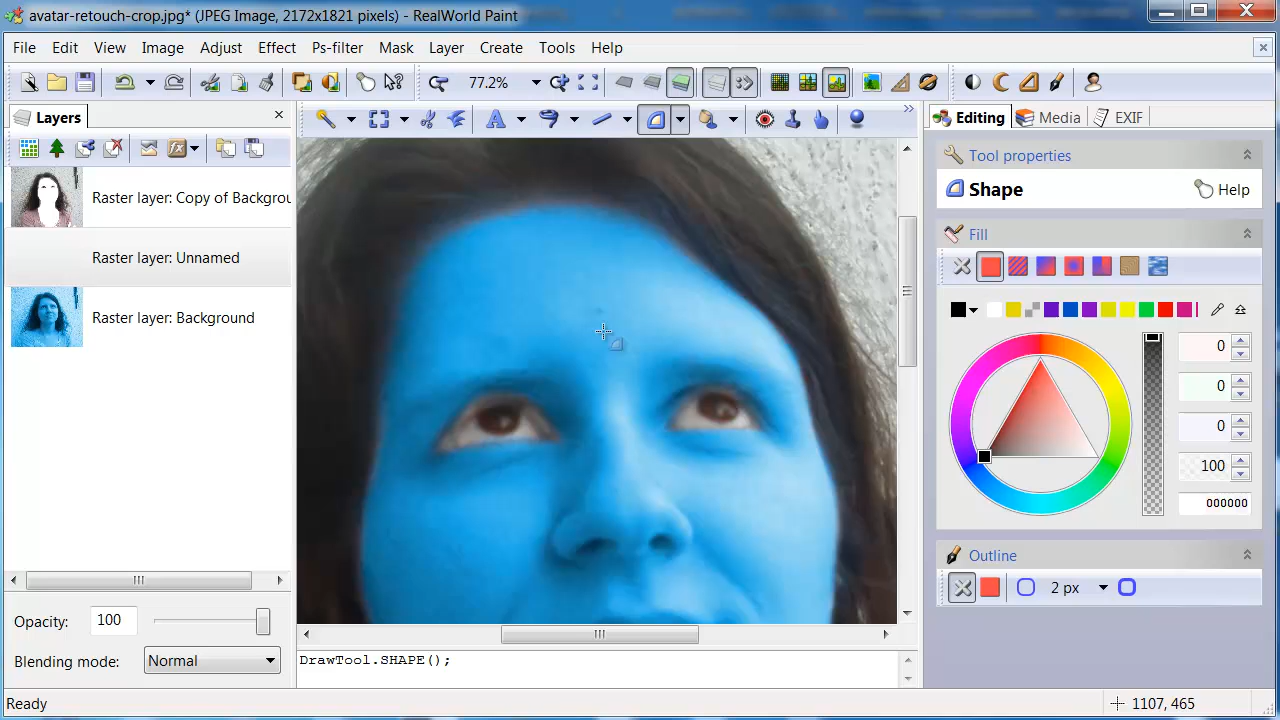 avatar-retouch-crop.jpg* (JPEG Image, 2172x1821 pixels) - RealWorld Paint
File Edit View Image Adjust Effect Ps-filter Mask Layer Create Tools Help
77.2%
Layers
Raster layer: Copy of Backgrou
Raster layer: Unnamed
Raster layer: Background
Opacity: 100
Blending mode: Normal
DrawTool.SHAPE();
Editing Media EXIF
Tool properties
Shape Help
Fill
0
0
0
100
000000
Outline
2 px
Ready 1107, 465